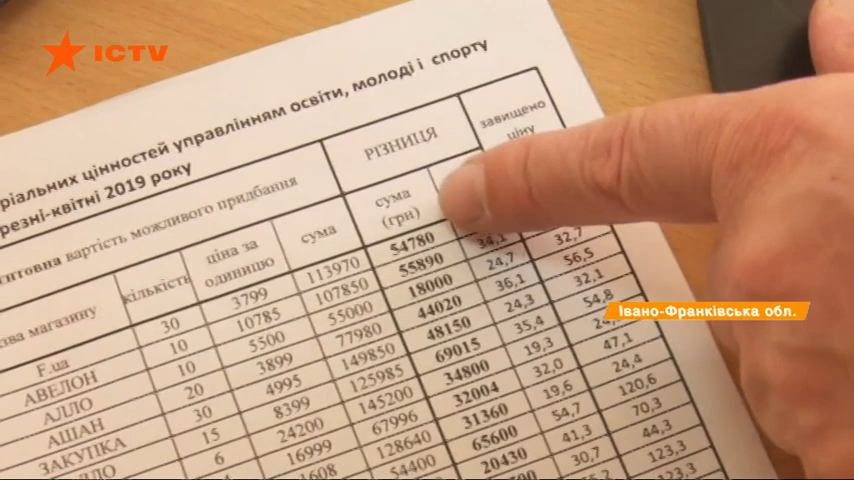 ICTV
ріальних цінностей управлінням освіти, молоді і спорту
резні-квітні 2019 року
вартість можливого придбання
РІЗНИЦЯ
завищено
ціну
магазину
кількість
ціна за
одиницю
сума
сума
(грн)
F.ua 30 3799 113970 54780 34,1 32,7
АВЕЛОН 10 10785 107850 55890 24,7 56,5
АЛЛО 10 5500 55000 18000 36,1 32,1
АШАН 20 3899 77980 44020 24,3 54,8
ЗАКУПКА 30 4995 149850 48150 35,4
15 8399 125985 69015 19,3 47,1
6 24200 145200 34800 32,0 24,4
16999 67996 32004 19,6 120,6
128640 31360 54,7 70,3
54400 65600 41,3 44,3
20430 30,7 123,3
123,3
Івано-Франківська обл.